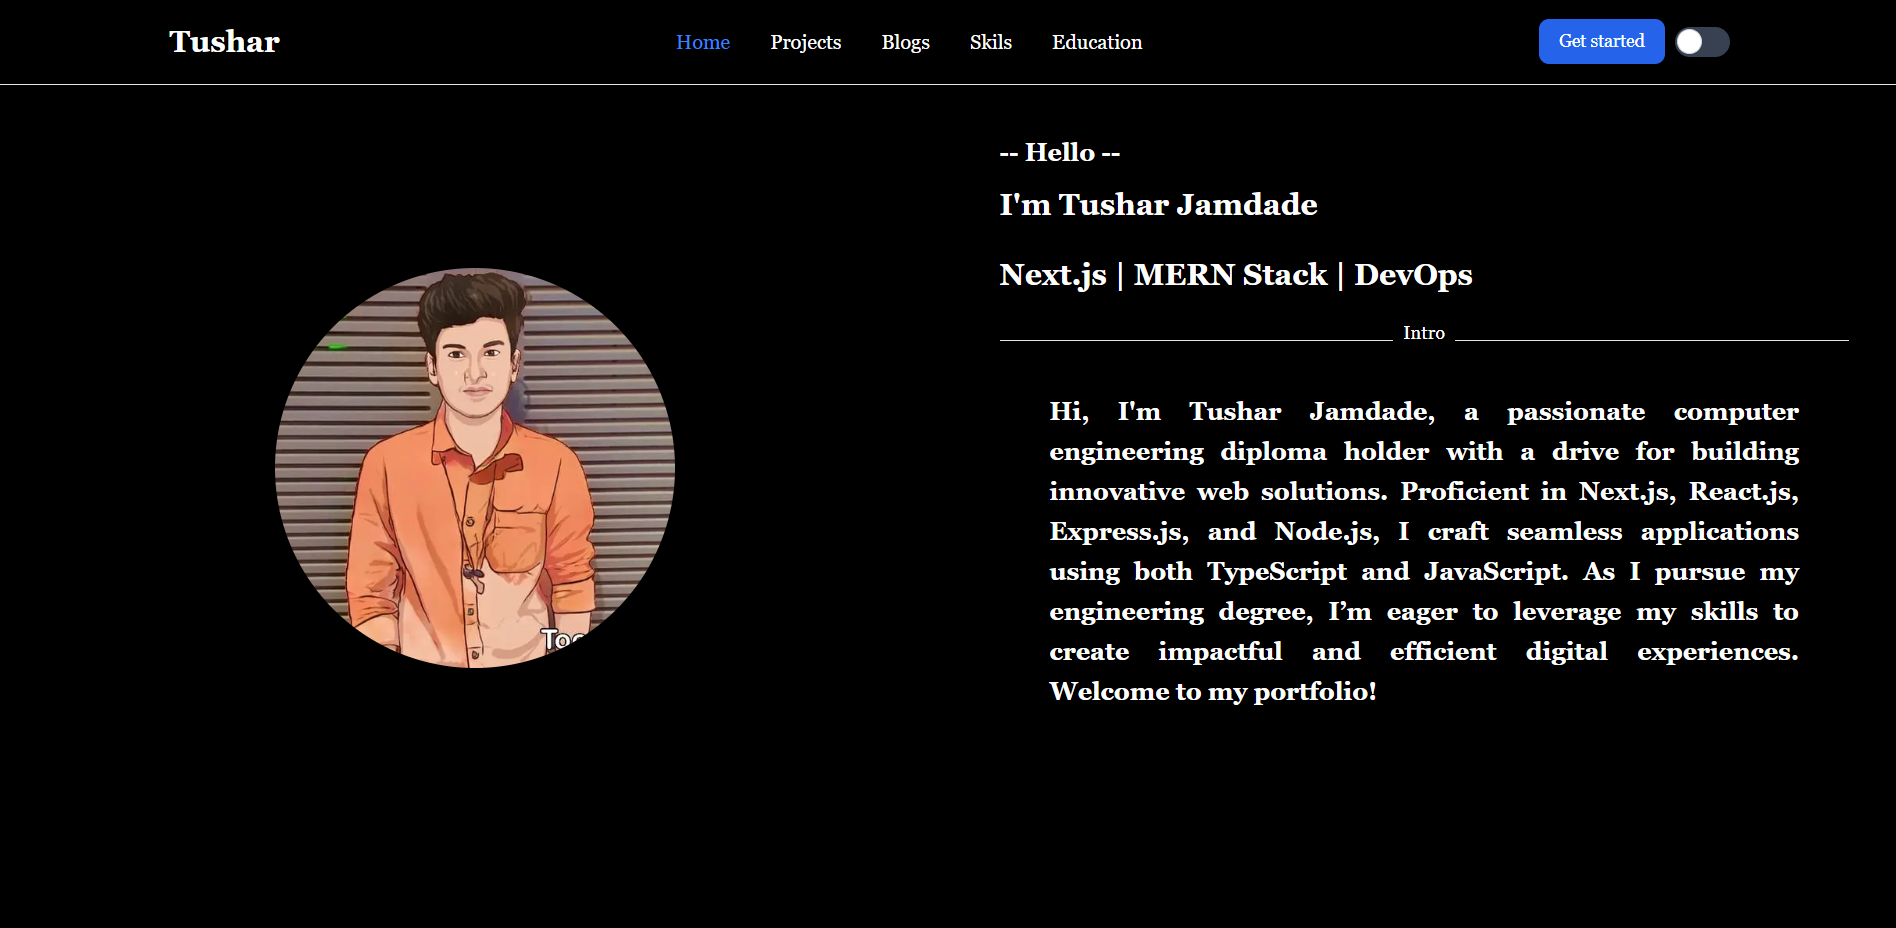 Tushar
Home Projects Blogs Skils Education
Get started
-- Hello --
I'm Tushar Jamdade
Next.js | MERN Stack | DevOps
Intro
Hi, I'm Tushar Jamdade, a passionate computer
engineering diploma holder with a drive for building
innovative web solutions. Proficient in Next.js, React.js,
Express.js, and Node.js, I craft seamless applications
using both TypeScript and JavaScript. As I pursue my
engineering degree, I’m eager to leverage my skills to
create impactful and efficient digital experiences.
Welcome to my portfolio!